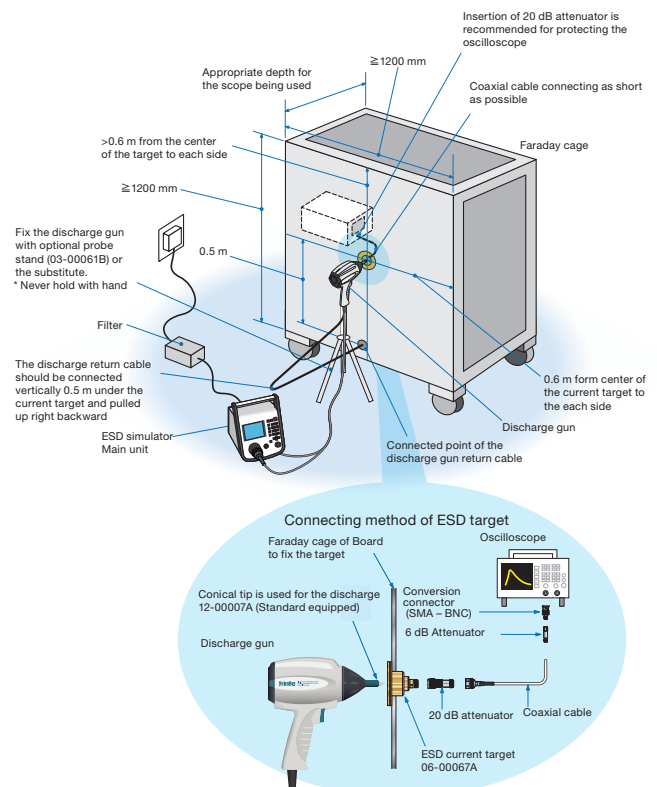 Insertion of 20 dB attenuator is
recommended for protecting the
oscilloscope
≧1200 mm
Appropriate depth for
the scope being used
Coaxial cable connecting as short
as possible
>0.6 m from the center
of the target to each side
Faraday cage
≧1200 mm
Fix the discharge gun
with optional probe
stand (03-00061B) or
the substitute.
* Never hold with hand
0.5 m
Filter
The discharge return cable
should be connected
vertically 0.5 m under the
current target and pulled
up right backward
0.6 m form center of
the current target to
the each side
Discharge gun
ESD simulator
Main unit
Connected point of the
discharge gun return cable
Connecting method of ESD target
Faraday cage of Board
to fix the target
Oscilloscope
Conical tip is used for the discharge
12-00007A (Standard equipped)
Conversion
connector
(SMA – BNC)
6 dB Attenuator
Discharge gun
20 dB attenuator
Coaxial cable
ESD current target
06-00067A